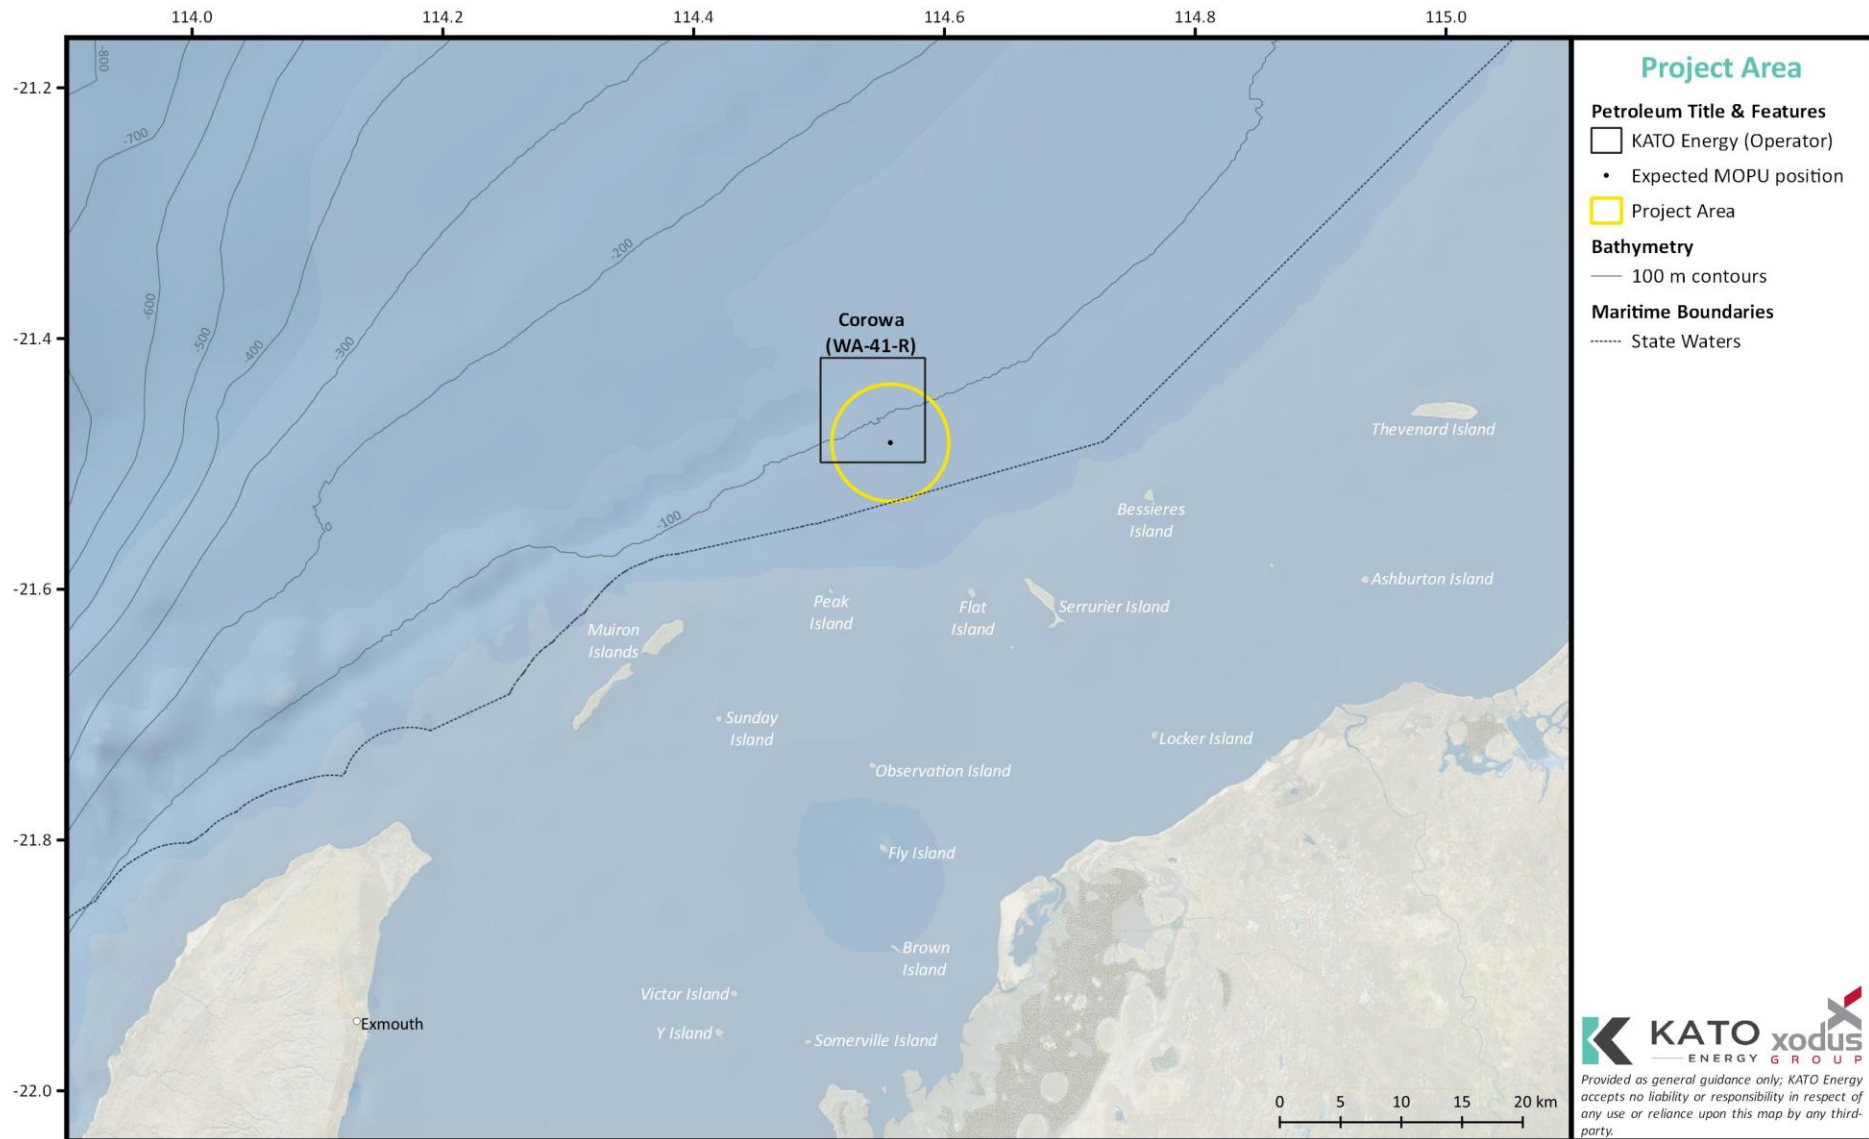 114.0
114.2
114.4
114.6
114.8
115.0
-21.2
-21.4
-21.6
-21.8
-22.0
-800
-700
-600
-500
-400
-300
-200
-100
Corowa
(WA-41-R)
Thevenard Island
Bessieres
Island
Ashburton Island
Peak
Island
Flat
Island
Serrurier Island
Muiron
Islands
Sunday
Island
Locker Island
Observation Island
Fly Island
Brown
Island
Victor Island
Y Island
Somerville Island
Exmouth
0 5 10 15 20 km
Project Area
Petroleum Title & Features
KATO Energy (Operator)
Expected MOPU position
Project Area
Bathymetry
100 m contours
Maritime Boundaries
State Waters
KATO
ENERGY
xodus
GROUP
Provided as general guidance only; KATO Energy
accepts no liability or responsibility in respect of
any use or reliance upon this map by any third-
party.